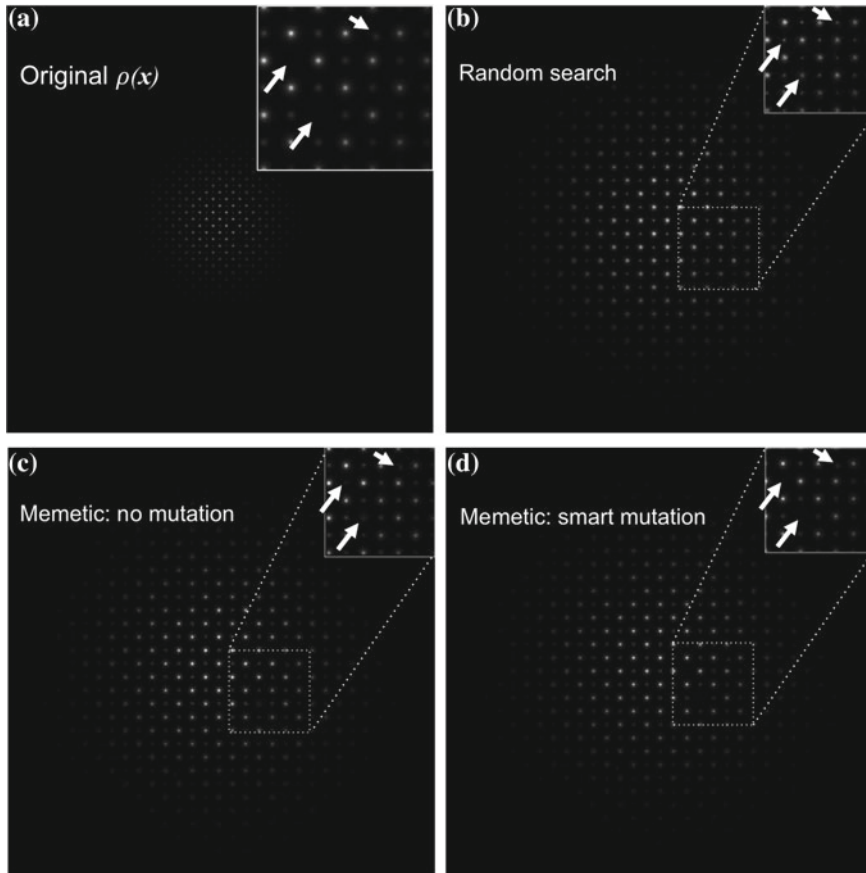 (a)
Original ρ(x)
(b)
Random search
(c)
Memetic: no mutation
(d)
Memetic: smart mutation